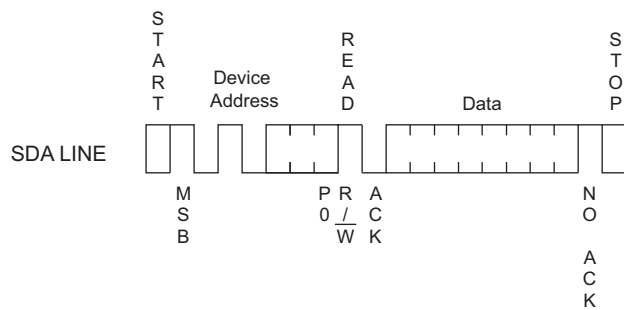 START
Device
Address
READ
Data
STOP
SDA LINE
MSB
P0
R/W
ACK
NO ACK